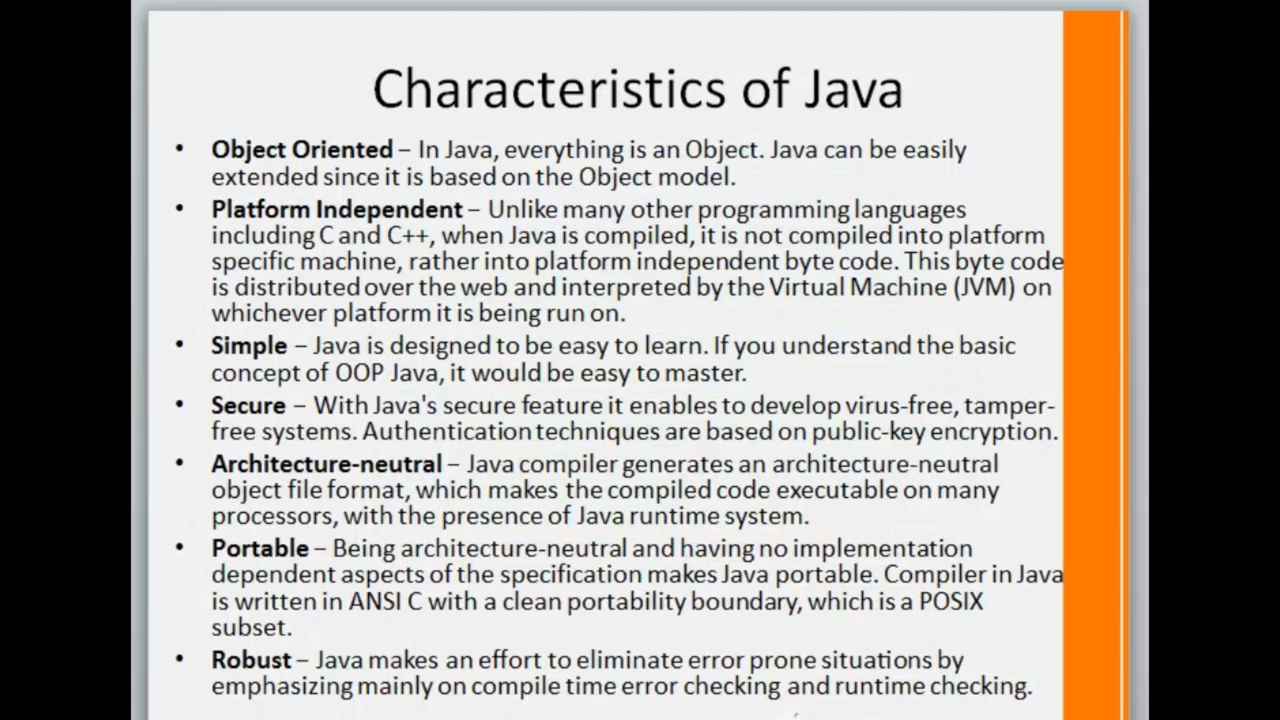 Characteristics of Java
• Object Oriented – In Java, everything is an Object. Java can be easily
extended since it is based on the Object model.
• Platform Independent – Unlike many other programming languages
including C and C++, when Java is compiled, it is not compiled into platform
specific machine, rather into platform independent byte code. This byte code
is distributed over the web and interpreted by the Virtual Machine (JVM) on
whichever platform it is being run on.
• Simple – Java is designed to be easy to learn. If you understand the basic
concept of OOP Java, it would be easy to master.
• Secure – With Java's secure feature it enables to develop virus-free, tamper-
free systems. Authentication techniques are based on public-key encryption.
• Architecture-neutral – Java compiler generates an architecture-neutral
object file format, which makes the compiled code executable on many
processors, with the presence of Java runtime system.
• Portable – Being architecture-neutral and having no implementation
dependent aspects of the specification makes Java portable. Compiler in Java
is written in ANSI C with a clean portability boundary, which is a POSIX
subset.
• Robust – Java makes an effort to eliminate error prone situations by
emphasizing mainly on compile time error checking and runtime checking.